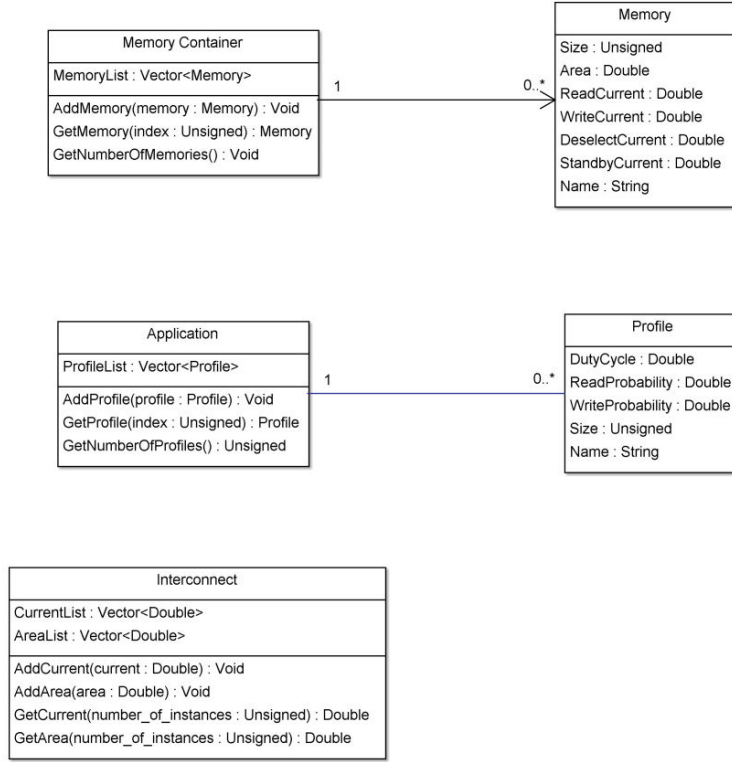 Memory Container
MemoryList : Vector<Memory>
AddMemory(memory : Memory) : Void
GetMemory(index : Unsigned) : Memory
GetNumberOfMemories() : Void
1
0..*
Memory
Size : Unsigned
Area : Double
ReadCurrent : Double
WriteCurrent : Double
DeselectCurrent : Double
StandbyCurrent : Double
Name : String
Application
ProfileList : Vector<Profile>
AddProfile(profile : Profile) : Void
GetProfile(index : Unsigned) : Profile
GetNumberOfProfiles() : Unsigned
1
0..*
Profile
DutyCycle : Double
ReadProbability : Double
WriteProbability : Double
Size : Unsigned
Name : String
Interconnect
CurrentList : Vector<Double>
AreaList : Vector<Double>
AddCurrent(current : Double) : Void
AddArea(area : Double) : Void
GetCurrent(number_of_instances : Unsigned) : Double
GetArea(number_of_instances : Unsigned) : Double